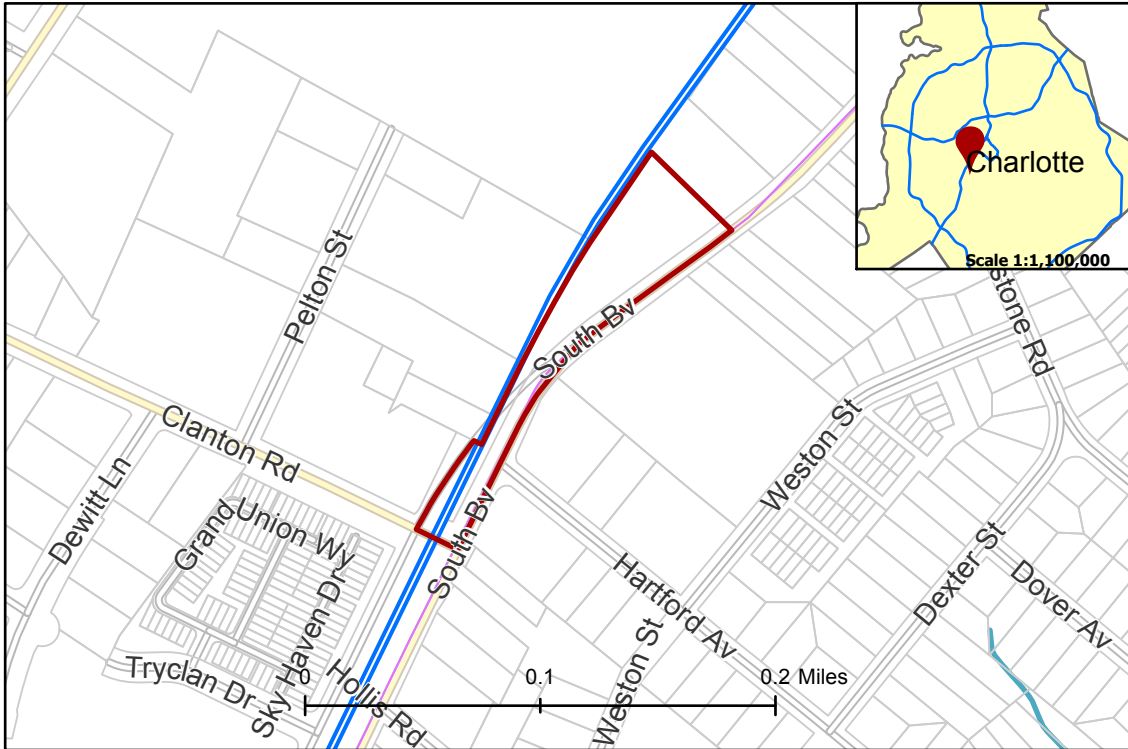 Charlotte
Scale 1:1,100,000
Pelton St
South Bv
stone Rd
Clanton Rd
Weston St
Dewitt Ln
Grand Union Wy
South Bv
Hartford Av
Dexter St
Dover Av
Sky Haven Dr
Tryclan Dr
Hollis Rd
Weston St
0 0.1 0.2 Miles